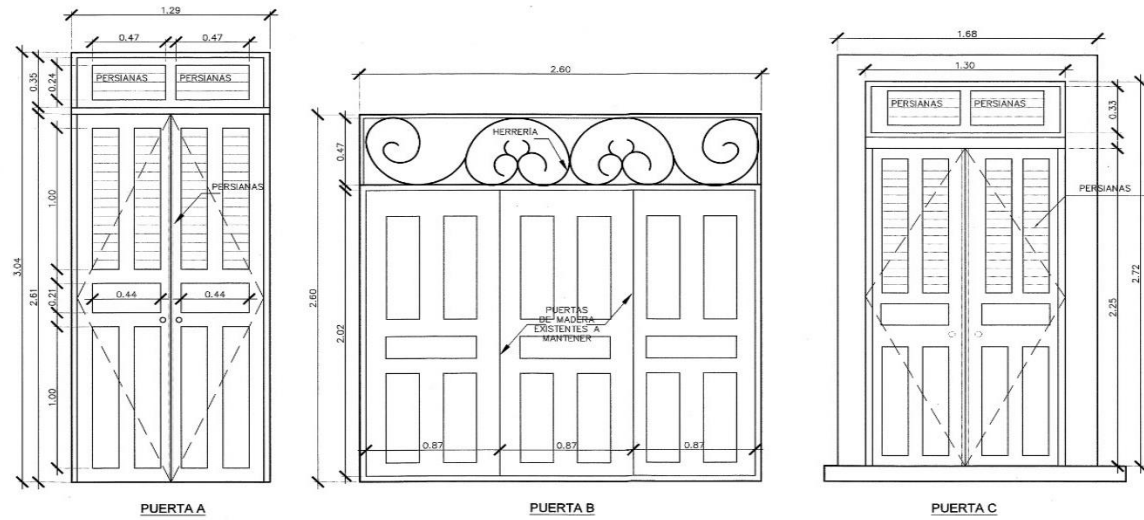 1.29
0.47
0.47
0.35
0.24
PERSIANAS
PERSIANAS
1.00
PERSIANAS
3.04
2.61
0.21
0.44
0.44
1.00
PUERTA A
2.60
0.47
HERRERÍA
2.60
2.02
PUERTAS
DE MADERA
EXISTENTES A
MANTENER
0.87
0.87
0.87
PUERTA B
1.68
1.30
PERSIANAS
PERSIANAS
0.33
PERSIANAS
2.72
2.25
PUERTA C